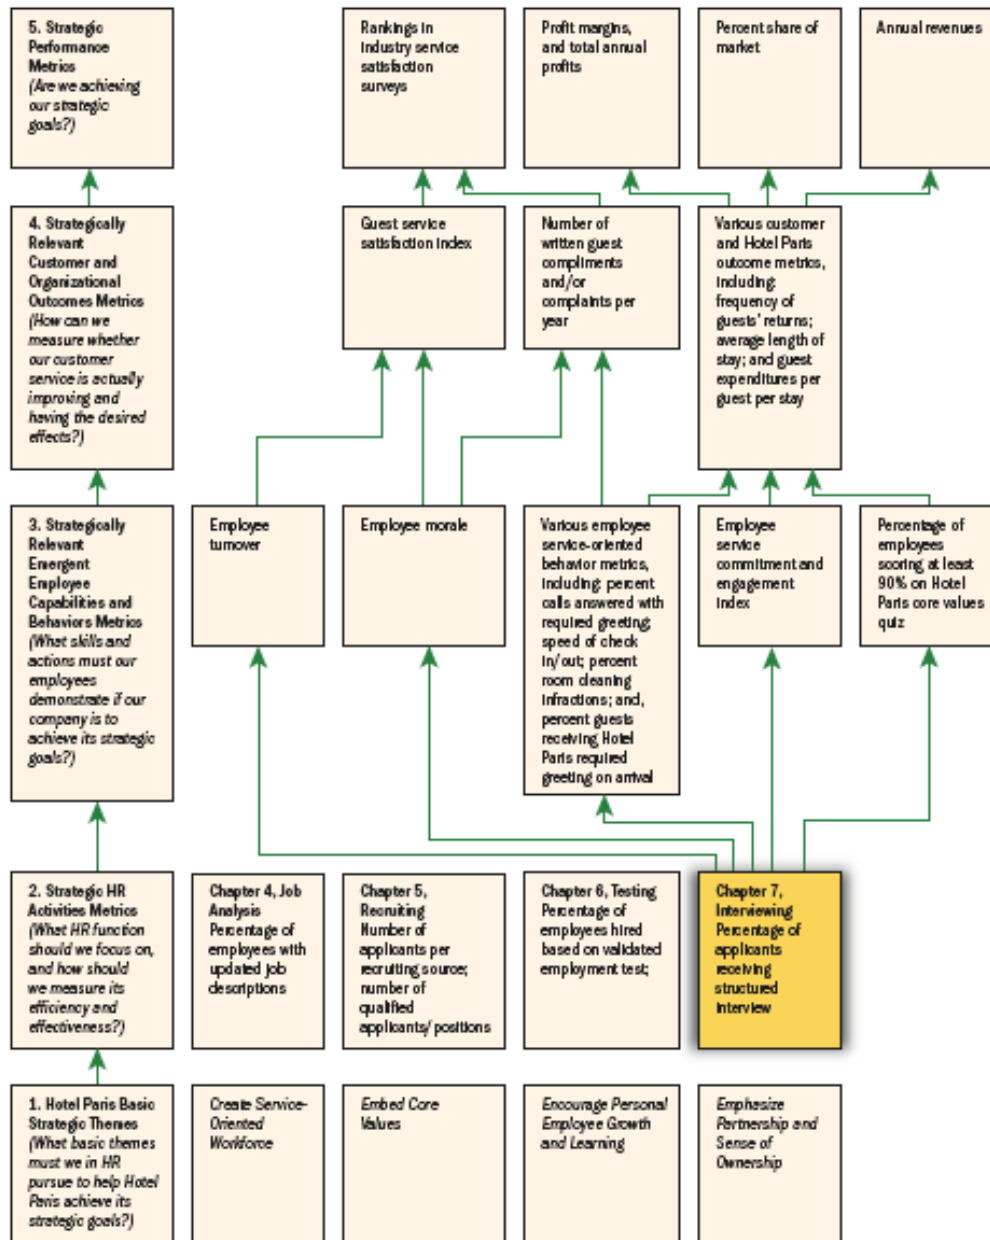 5. Strategic
Performance
Metrics
(Are we achieving
our strategic
goals?)
Rankings in
industry service
satisfaction
surveys
Profit margins,
and total annual
profits
Percent share of
market
Annual revenues
4. Strategically
Relevant
Customer and
Organizational
Outcomes Metrics
(How can we
measure whether
our customer
service is actually
improving and
having the desired
effects?)
Guest service
satisfaction index
Number of
written guest
compliments
and/or
complaints per
year
Various customer
and Hotel Paris
outcome metrics,
including:
frequency of
guests' returns;
average length of
stay; and guest
expenditures per
guest per stay
3. Strategically
Relevant
Emergent
Employee
Capabilities and
Behaviors Metrics
(What skills and
actions must our
employees
demonstrate if our
company is to
achieve its strategic
goals?)
Employee
turnover
Employee morale
Various employee
service-oriented
behavior metrics,
including: percent
calls answered with
required greeting;
speed of check
in/out; percent
room cleaning
infractions; and,
percent guests
receiving Hotel
Paris required
greeting on arrival
Employee
service
commitment and
engagement
index
Percentage of
employees
scoring at least
90% on Hotel
Paris core values
quiz
2. Strategic HR
Activities Metrics
(What HR function
should we focus on,
and how should
we measure its
efficiency and
effectiveness?)
Chapter 4, Job
Analysis
Percentage of
employees with
updated job
descriptions
Chapter 5,
Recruiting
Number of
applicants per
recruiting source;
number of
qualified
applicants/positions
Chapter 6, Testing
Percentage of
employees hired
based on validated
employment test;
Chapter 7,
Interviewing
Percentage of
applicants
receiving
structured
interview
1. Hotel Paris Basic
Strategic Themes
(What basic themes
must we in HR
pursue to help Hotel
Paris achieve its
strategic goals?)
Create Service-
Oriented
Workforce
Embed Core
Values
Encourage Personal
Employee Growth
and Learning
Emphasize
Partnership and
Sense of
Ownership